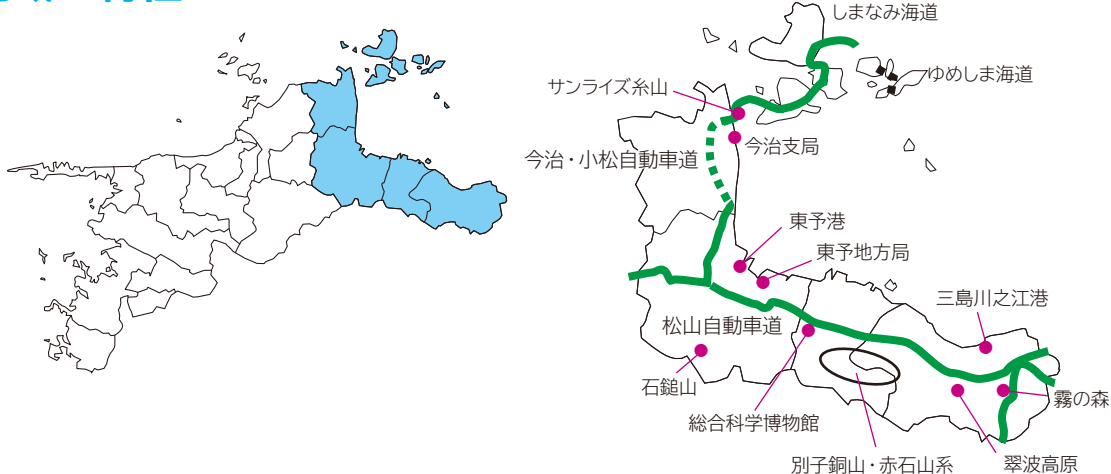 しまなみ海道
ゆめしま海道
サンライズ糸山
今治支局
今治・小松自動車道
東予港
東予地方局
三島川之江港
松山自動車道
石鎚山
霧の森
総合科学博物館
別子銅山・赤石山系
翠波高原